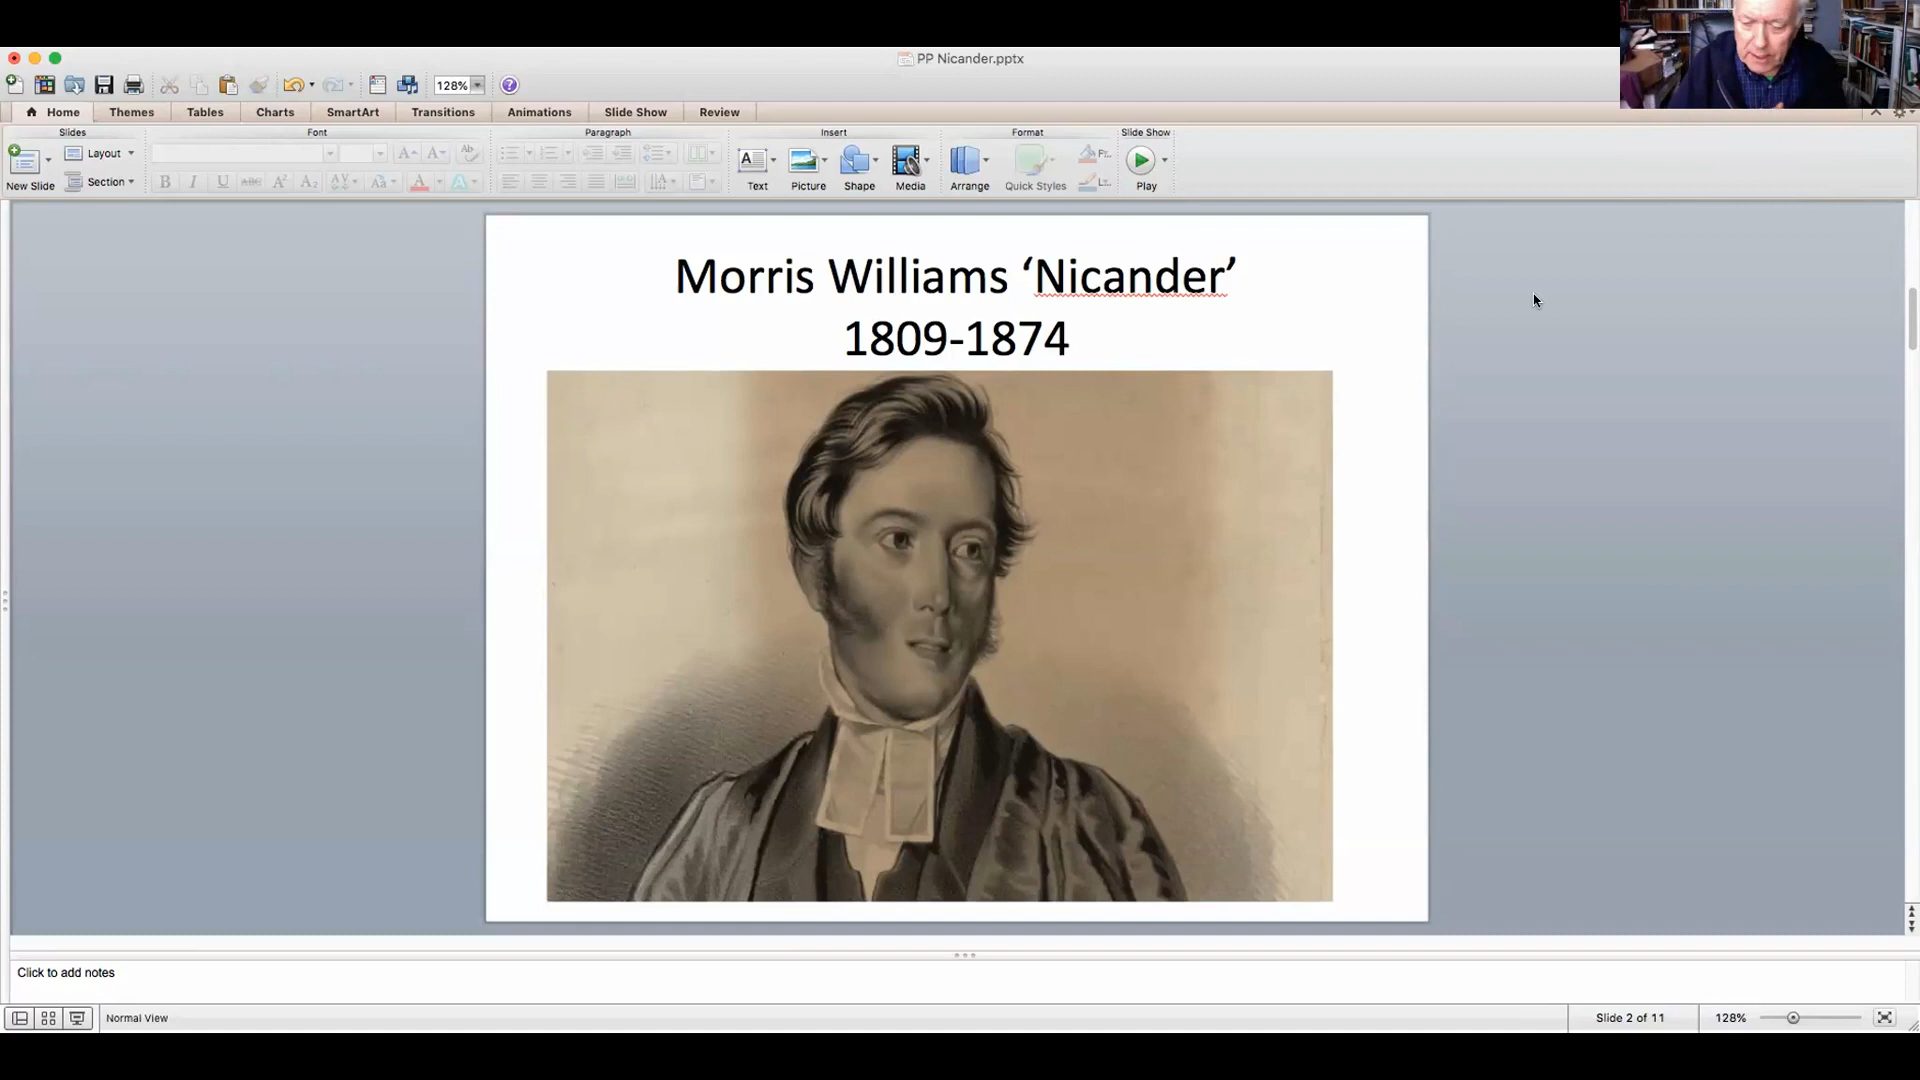 PP Nicander.pptx
128%
Home
Themes
Tables
Charts
SmartArt
Transitions
Animations
Slide Show
Review
Slides
Font
Paragraph
Insert
Format
Slide Show
New Slide
Layout
Section
Text
Picture
Shape
Media
Arrange
Quick Styles
Play
Morris Williams ‘Nicander’
1809-1874
Click to add notes
Normal View
Slide 2 of 11
128%